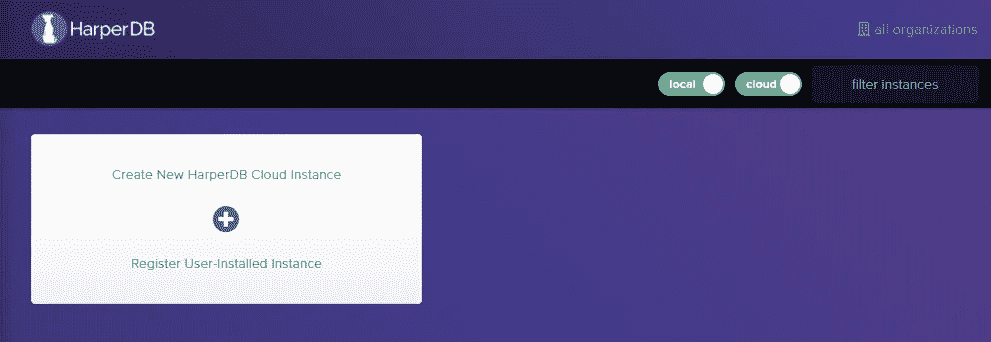 HarperDB
all organizations
local cloud filter instances
Create New HarperDB Cloud Instance
Register User-Installed Instance